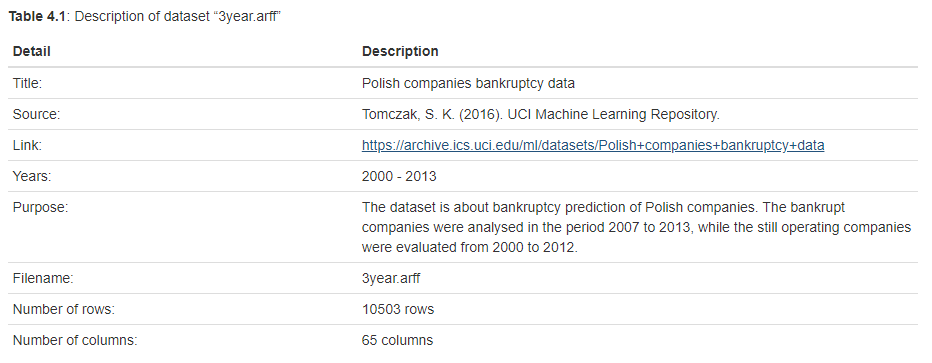 Table 4.1: Description of dataset “3year.arff”
Detail Description
Title: Polish companies bankruptcy data
Source: Tomczak, S. K. (2016). UCI Machine Learning Repository.
Link: https://archive.ics.uci.edu/ml/datasets/Polish+companies+bankruptcy+data
Years: 2000 - 2013
Purpose: The dataset is about bankruptcy prediction of Polish companies. The bankrupt
companies were analysed in the period 2007 to 2013, while the still operating companies
were evaluated from 2000 to 2012.
Filename: 3year.arff
Number of rows: 10503 rows
Number of columns: 65 columns